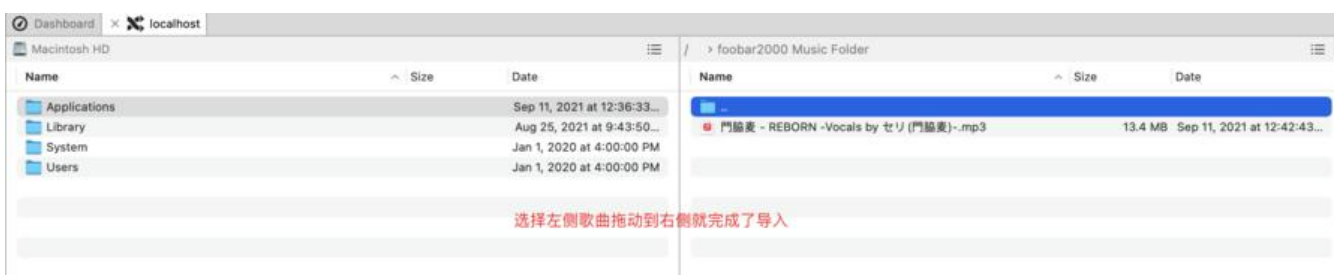 Dashboard × localhost
Macintosh HD / › foobar2000 Music Folder
Name Size Date Name Size Date
Applications Sep 11, 2021 at 12:36:33... ..
Library Aug 25, 2021 at 9:43:50... 門脇麦 - REBORN -Vocals by セリ(門脇麦)-.mp3 13.4 MB Sep 11, 2021 at 12:42:43...
System Jan 1, 2020 at 4:00:00 PM
Users Jan 1, 2020 at 4:00:00 PM
选择左侧歌曲拖动到右侧就完成了导入